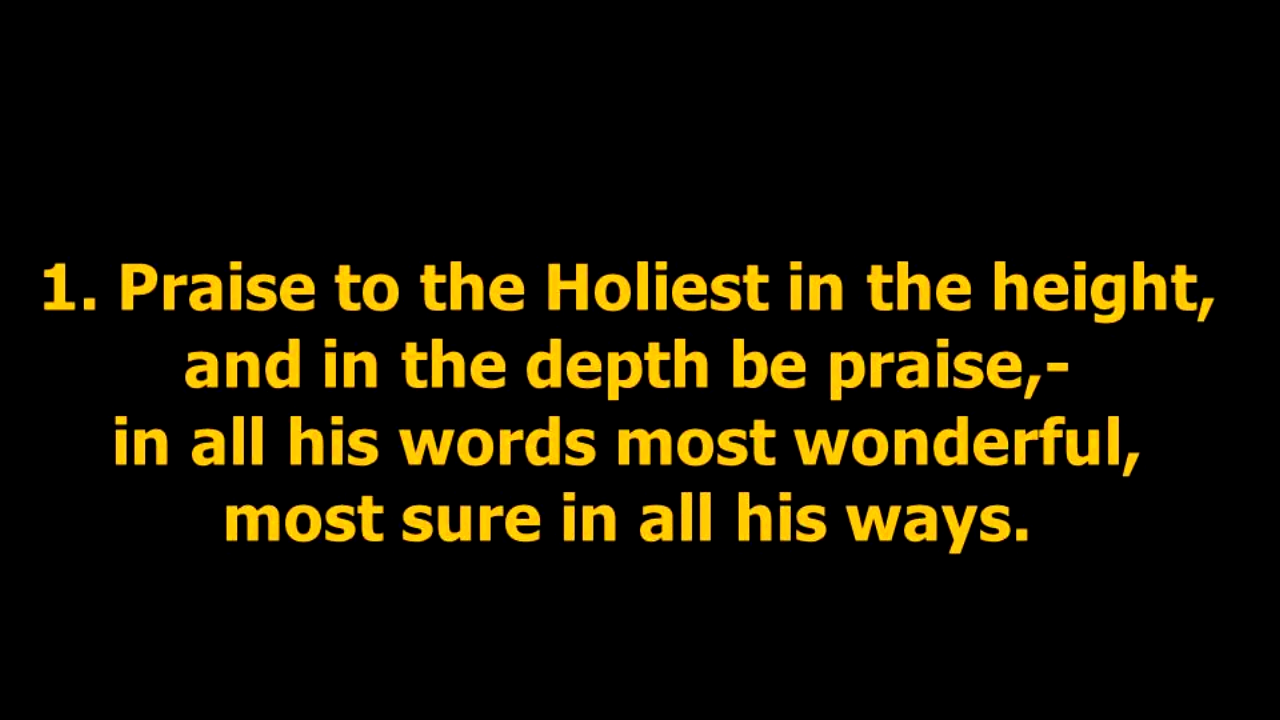 1. Praise to the Holiest in the height,
and in the depth be praise,-
in all his words most wonderful,
most sure in all his ways.